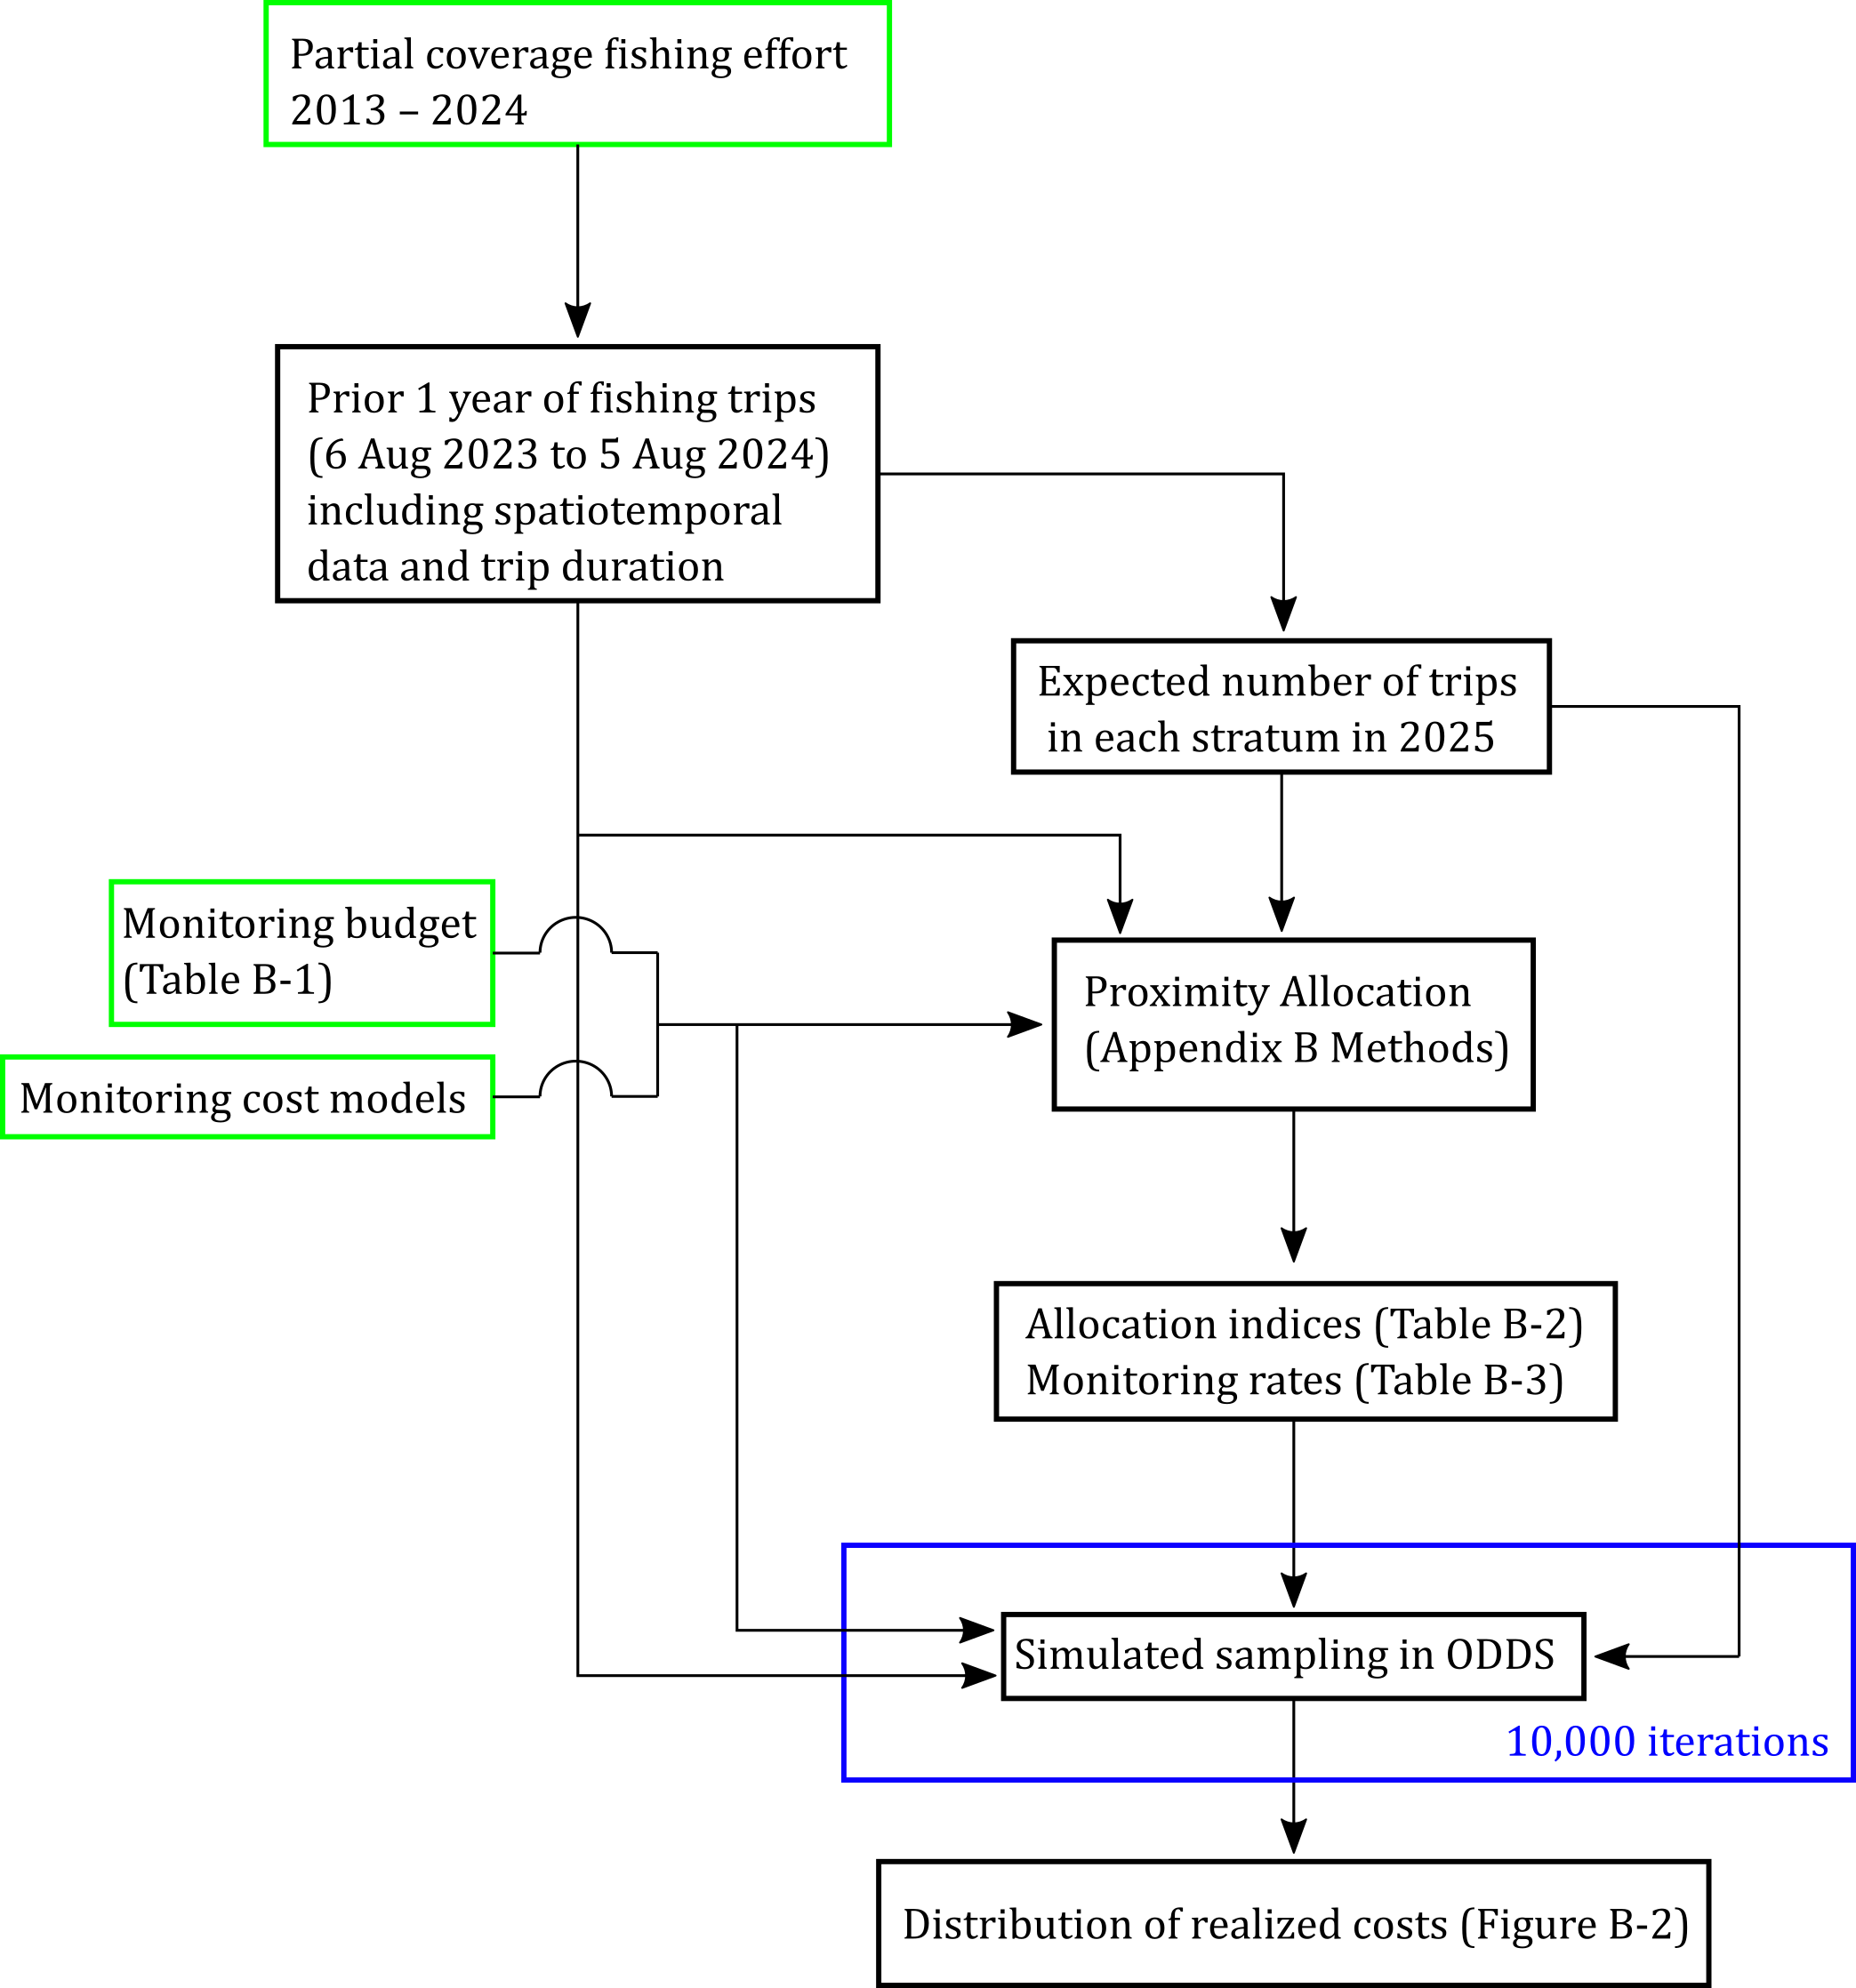 Partial coverage fishing effort
2013 – 2024
Prior 1 year of fishing trips
(6 Aug 2023 to 5 Aug 2024)
including spatiotemporal
data and trip duration
Expected number of trips
in each stratum in 2025
Monitoring budget
(Table B-1)
Monitoring cost models
Proximity Allocation
(Appendix B Methods)
Allocation indices (Table B-2)
Monitoring rates (Table B-3)
Simulated sampling in ODDS
10,000 iterations
Distribution of realized costs (Figure B-2)